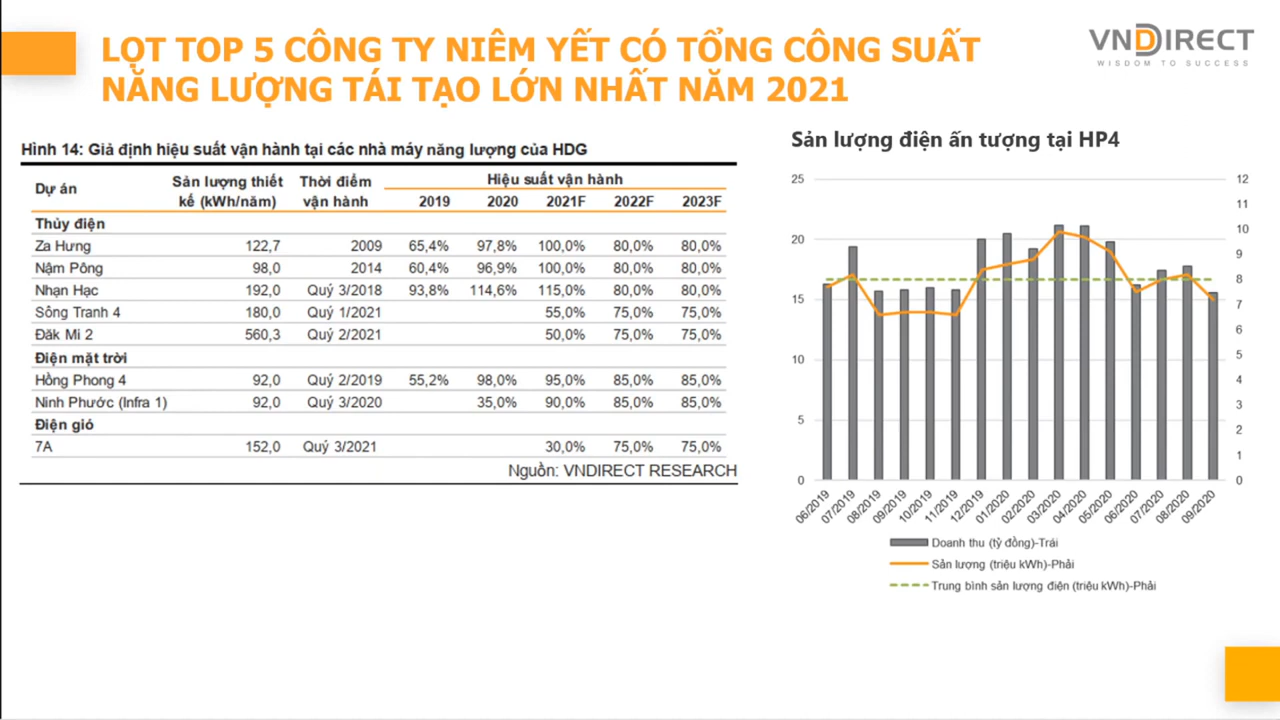 LỌT TOP 5 CÔNG TY NIÊM YẾT CÓ TỔNG CÔNG SUẤT
NĂNG LƯỢNG TÁI TẠO LỚN NHẤT NĂM 2021
VNDIRECT
WISDOM TO SUCCESS
Hình 14: Giả định hiệu suất vận hành tại các nhà máy năng lượng của HDG
Dự án
Sản lượng thiết kế (kWh/năm)
Thời điểm vận hành
Hiệu suất vận hành
2019 2020 2021F 2022F 2023F
Thủy điện
Za Hưng 122,7 2009 65,4% 97,8% 100,0% 80,0% 80,0%
Nậm Pông 98,0 2014 60,4% 96,9% 100,0% 80,0% 80,0%
Nhạn Hạc 192,0 Quý 3/2018 93,8% 114,6% 115,0% 80,0% 80,0%
Sông Tranh 4 180,0 Quý 1/2021 55,0% 75,0% 75,0%
Đăk Mi 2 560,3 Quý 2/2021 50,0% 75,0% 75,0%
Điện mặt trời
Hồng Phong 4 92,0 Quý 2/2019 55,2% 98,0% 95,0% 85,0% 85,0%
Ninh Phước (Infra 1) 92,0 Quý 3/2020 35,0% 90,0% 85,0% 85,0%
Điện gió
7A 152,0 Quý 3/2021 30,0% 75,0% 75,0%
Nguồn: VNDIRECT RESEARCH
Sản lượng điện ấn tượng tại HP4
25
20
15
10
5
0
12
11
10
9
8
7
6
5
4
3
2
1
0
06/2019 07/2019 08/2019 09/2019 10/2019 11/2019 12/2019 01/2020 02/2020 03/2020 04/2020 05/2020 06/2020 07/2020 08/2020 09/2020
Doanh thu (tỷ đồng)-Trái
Sản lượng (triệu kWh)-Phải
Trung bình sản lượng điện (triệu kWh)-Phải